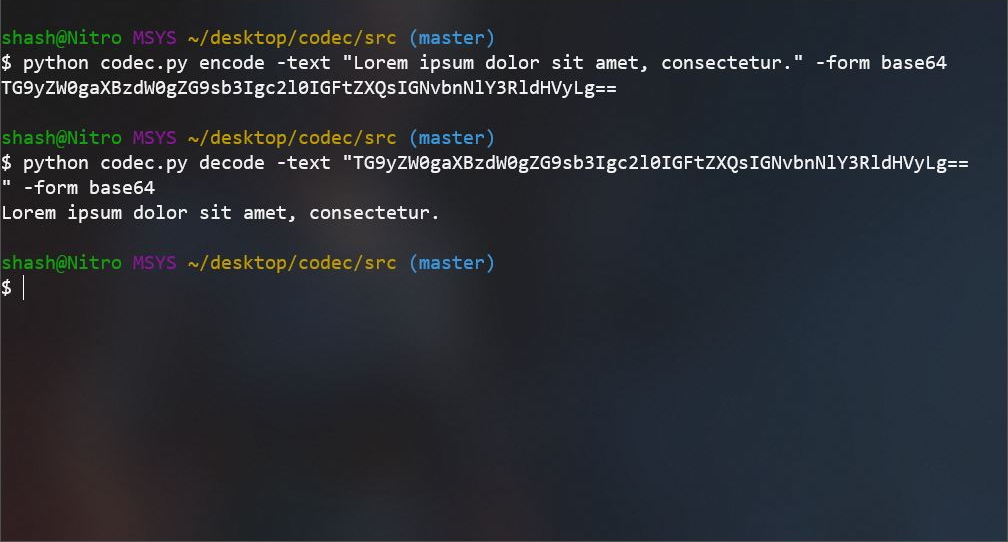 shash@Nitro MSYS ~/desktop/codec/src (master)
$ python codec.py encode -text "Lorem ipsum dolor sit amet, consectetur." -form base64
TG9yZW0gaXBzdW0gZG9sb3Igc2l0IGFtZXQsIGNvbnNlY3RldHVyLg==
shash@Nitro MSYS ~/desktop/codec/src (master)
$ python codec.py decode -text "TG9yZW0gaXBzdW0gZG9sb3Igc2l0IGFtZXQsIGNvbnNlY3RldHVyLg==
" -form base64
Lorem ipsum dolor sit amet, consectetur.
shash@Nitro MSYS ~/desktop/codec/src (master)
$